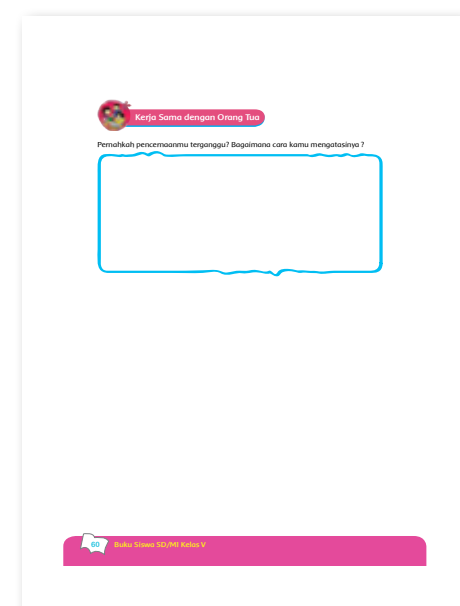 Kerja Sama dengan Orang Tua
Pernahkah pencernaanmu terganggu? Bagaimana cara kamu mengatasinya ?
60
Buku Siswa SD/MI Kelas V